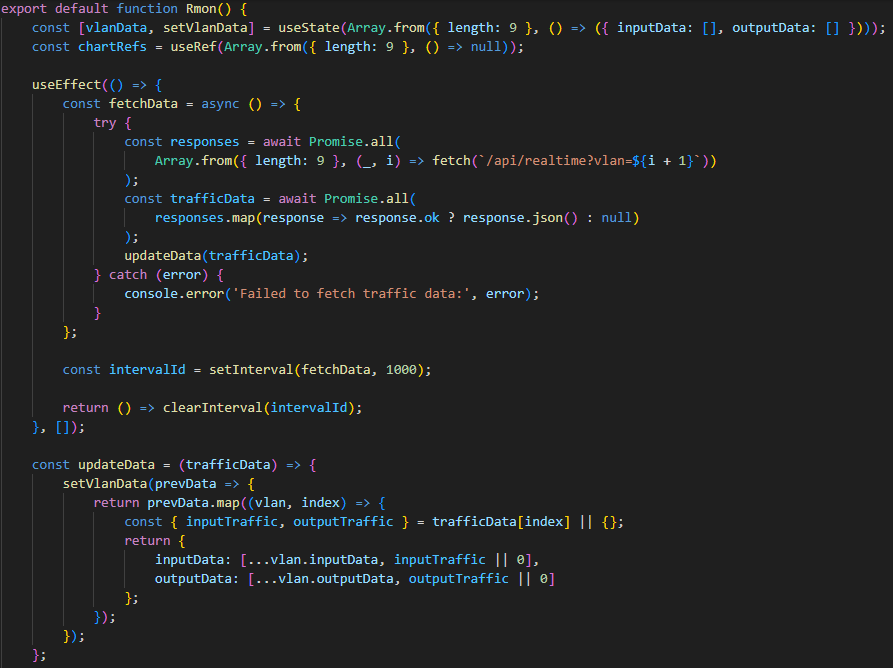 export default function Rmon() {
    const [vlanData, setVlanData] = useState(Array.from({ length: 9 }, () => ({ inputData: [], outputData: [] })));
    const chartRefs = useRef(Array.from({ length: 9 }, () => null));

    useEffect(() => {
        const fetchData = async () => {
            try {
                const responses = await Promise.all(
                    Array.from({ length: 9 }, (_, i) => fetch(`/api/realtime?vlan=${i + 1}`))
                );
                const trafficData = await Promise.all(
                    responses.map(response => response.ok ? response.json() : null)
                );
                updateData(trafficData);
            } catch (error) {
                console.error('Failed to fetch traffic data:', error);
            }
        };

        const intervalId = setInterval(fetchData, 1000);

        return () => clearInterval(intervalId);
    }, []);

    const updateData = (trafficData) => {
        setVlanData(prevData => {
            return prevData.map((vlan, index) => {
                const { inputTraffic, outputTraffic } = trafficData[index] || {};
                return {
                    inputData: [...vlan.inputData, inputTraffic || 0],
                    outputData: [...vlan.outputData, outputTraffic || 0]
                };
            });
        });
    };